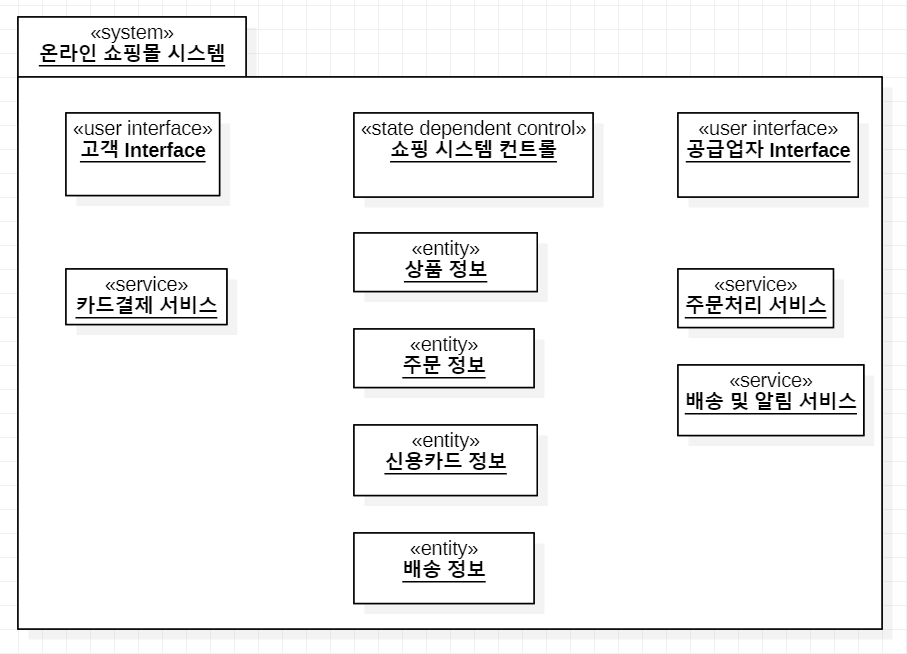 «system»
온라인 쇼핑몰 시스템
«user interface»
고객 Interface
«state dependent control»
쇼핑 시스템 컨트롤
«user interface»
공급업자 Interface
«entity»
상품 정보
«service»
카드결제 서비스
«service»
주문처리 서비스
«entity»
주문 정보
«service»
배송 및 알림 서비스
«entity»
신용카드 정보
«entity»
배송 정보